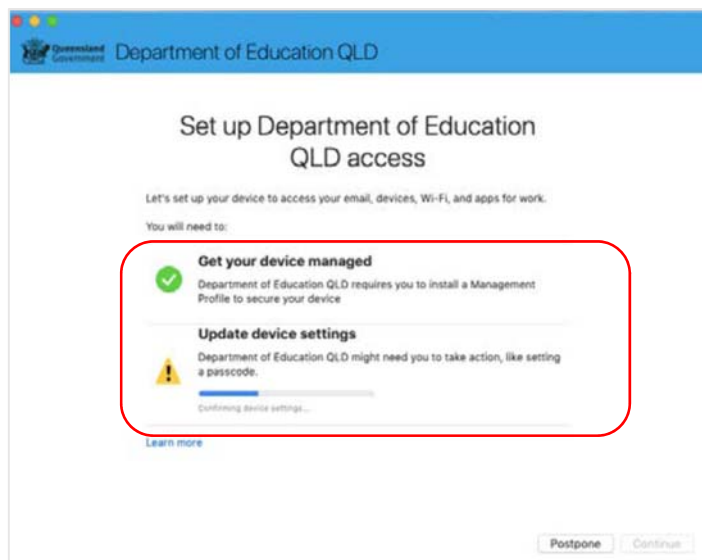 Queensland
Government
Department of Education QLD
Set up Department of Education
QLD access
Let's set up your device to access your email, devices, Wi-Fi, and apps for work.
You will need to:
Get your device managed
Department of Education QLD requires you to install a Management
Profile to secure your device
Update device settings
Department of Education QLD might need you to take action, like setting
a passcode.
Confirming device settings...
Learn more
Postpone
Continue